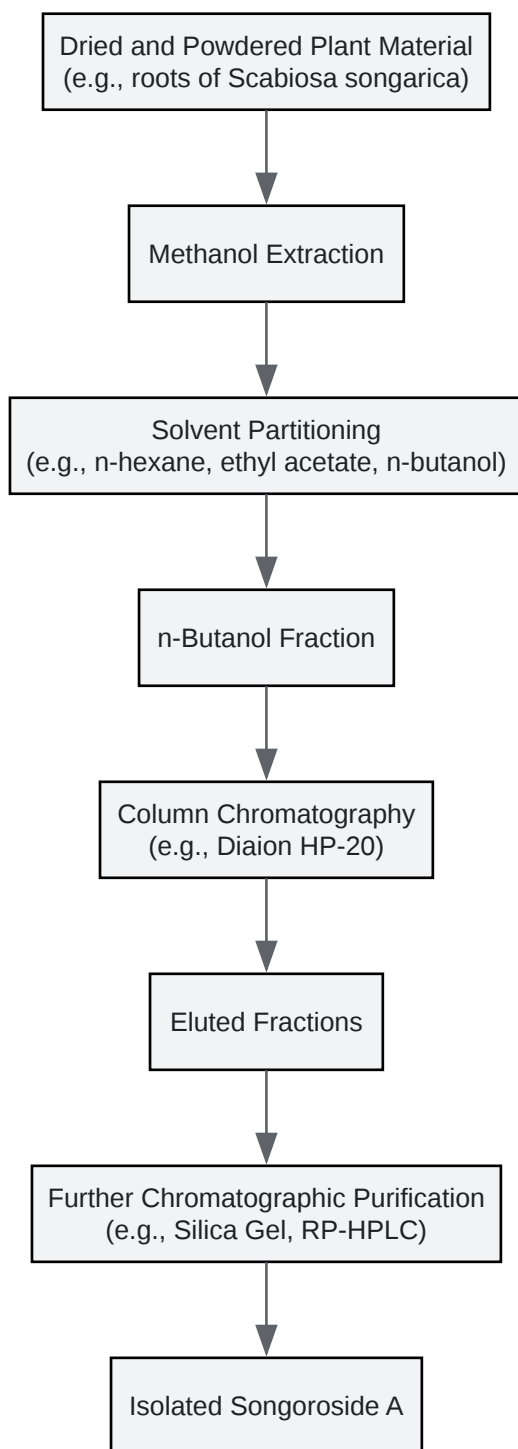 Dried and Powdered Plant Material
(e.g., roots of Scabiosa songarica)
Methanol Extraction
Solvent Partitioning
(e.g., n-hexane, ethyl acetate, n-butanol)
n-Butanol Fraction
Column Chromatography
(e.g., Diaion HP-20)
Eluted Fractions
Further Chromatographic Purification
(e.g., Silica Gel, RP-HPLC)
Isolated Songoroside A